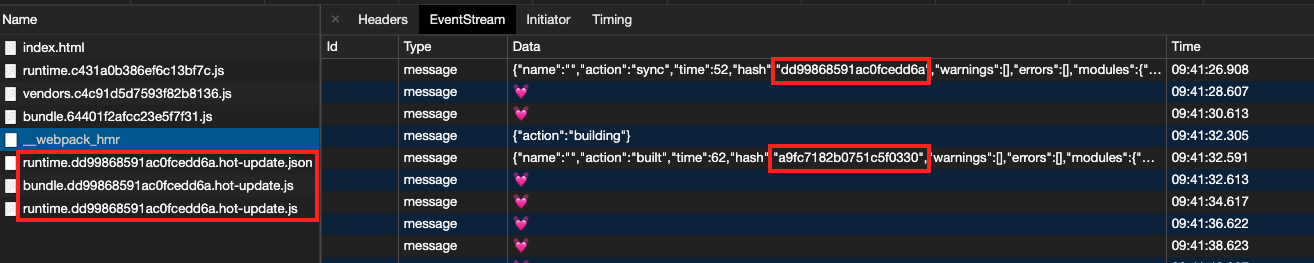 Name
× Headers EventStream Initiator Timing
index.html
runtime.c431a0b386ef6c13bf7c.js
vendors.c4c91d5d7593f82b8136.js
bundle.64401f2afcc23e5f7f31.js
__webpack_hmr
runtime.dd99868591ac0fcedd6a.hot-update.json
bundle.dd99868591ac0fcedd6a.hot-update.js
runtime.dd99868591ac0fcedd6a.hot-update.js
Id Type Data Time
message {"name":"","action":"sync","time":52,"hash" "dd99868591ac0fcedd6a" ,"warnings":[],"errors":[],"modules":{"... 09:41:26.908
message 💓 09:41:28.607
message 💓 09:41:30.613
message {"action":"building"} 09:41:32.305
message {"name":"","action":"built","time":62,"hash" "a9fc7182b0751c5f0330" ,"warnings":[],"errors":[],"modules":{"... 09:41:32.591
message 💓 09:41:32.613
message 💓 09:41:34.617
message 💓 09:41:36.622
message 💓 09:41:38.623